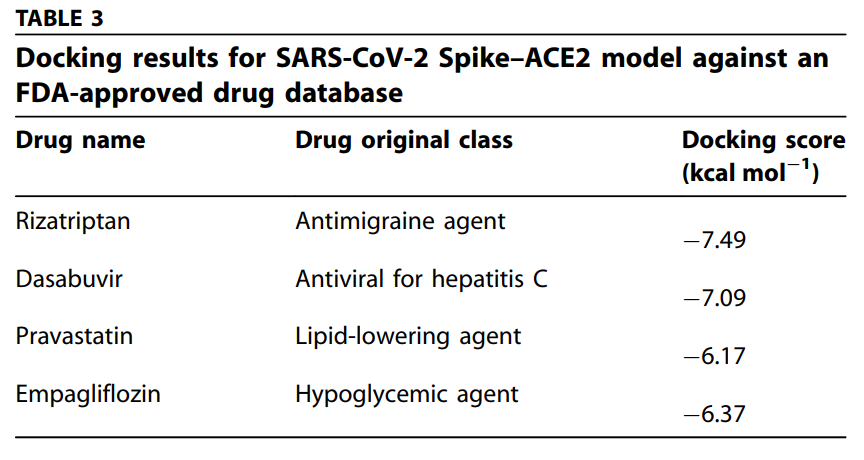 TABLE 3
Docking results for SARS-CoV-2 Spike–ACE2 model against an
FDA-approved drug database
Drug name Drug original class Docking score
(kcal mol−1)
Rizatriptan Antimigraine agent −7.49
Dasabuvir Antiviral for hepatitis C −7.09
Pravastatin Lipid-lowering agent −6.17
Empagliflozin Hypoglycemic agent −6.37